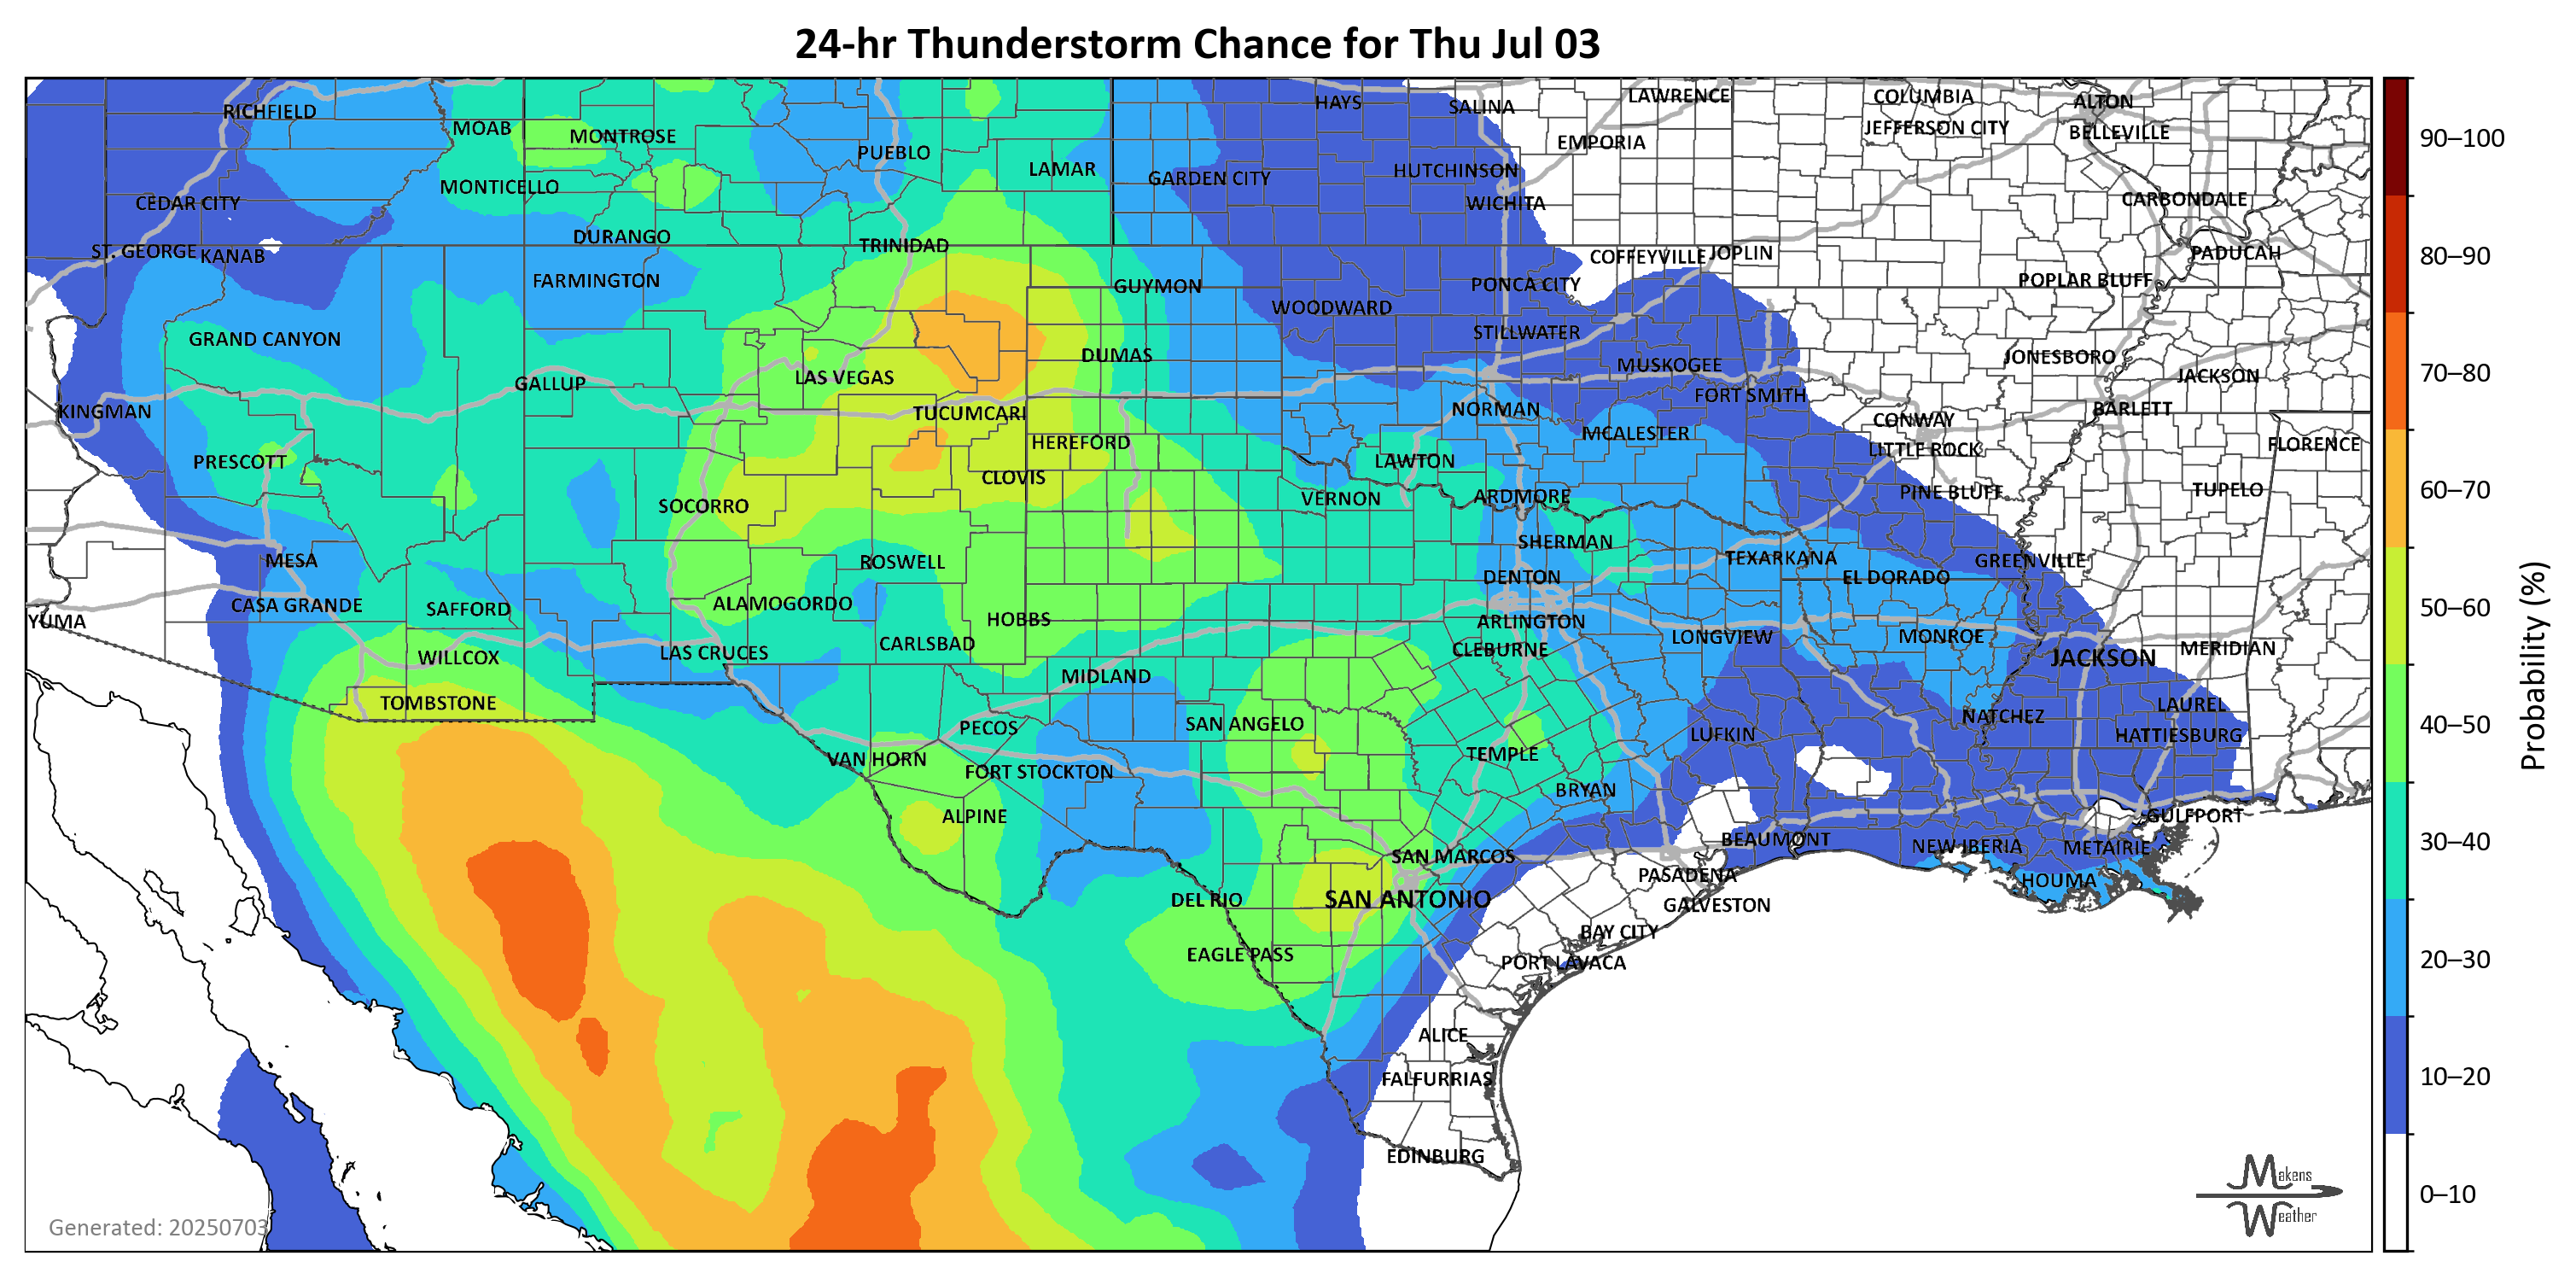 24-hr Thunderstorm Chance for Thu Jul 03
HAYS
LAWRENCE
COLUMBIA
ALTON
RICHFIELD
SALINA
MOAB
MONTROSE
JEFFERSON CITY
BELLEVILLE
EMPORIA
PUEBLO
LAMAR
GARDEN CITY
HUTCHINSON
MONTICELLO
CEDAR CITY
WICHITA
CARBONDALE
DURANGO
TRINIDAD
ST. GEORGE
KANAB
COFFEYVILLE
JOPLIN
PADUCAH
FARMINGTON
GUYMON
PONCA CITY
POPLAR BLUFF
WOODWARD
STILLWATER
GRAND CANYON
DUMAS
JONESBORO
LAS VEGAS
MUSKOGEE
JACKSON
GALLUP
FORT SMITH
KINGMAN
TUCUMCARI
NORMAN
BARLETT
CONWAY
HEREFORD
MCALESTER
LITTLE ROCK
FLORENCE
PRESCOTT
LAWTON
CLOVIS
SOCORRO
VERNON
ARDMORE
PINE BLUFF
TUPELO
SHERMAN
MESA
ROSWELL
TEXARKANA
GREENVILLE
DENTON
EL DORADO
CASA GRANDE
SAFFORD
ALAMOGORDO
YUMA
HOBBS
ARLINGTON
LONGVIEW
MONROE
CARLSBAD
CLEBURNE
MERIDIAN
WILLCOX
LAS CRUCES
JACKSON
MIDLAND
TOMBSTONE
LAUREL
NATCHEZ
PECOS
SAN ANGELO
LUFKIN
HATTIESBURG
VAN HORN
TEMPLE
FORT STOCKTON
BRYAN
ALPINE
GULFPORT
BEAUMONT
NEW IBERIA
METAIRIE
SAN MARCOS
PASADENA
HOUMA
DEL RIO
SAN ANTONIO
GALVESTON
BAY CITY
EAGLE PASS
PORT LAVACA
ALICE
FALFURRIAS
EDINBURG
Generated: 20250703
Makens
Weather
90–100
80–90
70–80
60–70
50–60
40–50
30–40
20–30
10–20
0–10
Probability (%)